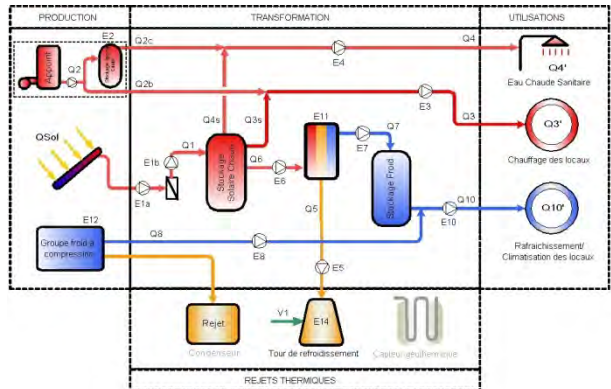 PRODUCTION
TRANSFORMATION
UTILISATIONS
E2
Q2c
Q4
Appoint
Q2
E4
Q4'
Eau Chaude Sanitaire
Q2b
E3
Q4s
Q3s
E11
Q7
Q3
Q3'
Chauffage des locaux
QSol
Q1
E1b
E7
Stockage
Solaire Chaud
Q6
E6
Stockage Froid
E1a
Q5
Q10
Q10'
E12
Groupe froid à
compression
Q8
E8
E10
Rafraichissement/
Climatisation des locaux
E5
V1
Rejet
E14
Condenseur
Tour de refroidissement
Capteur géothermique
REJETS THERMIQUES